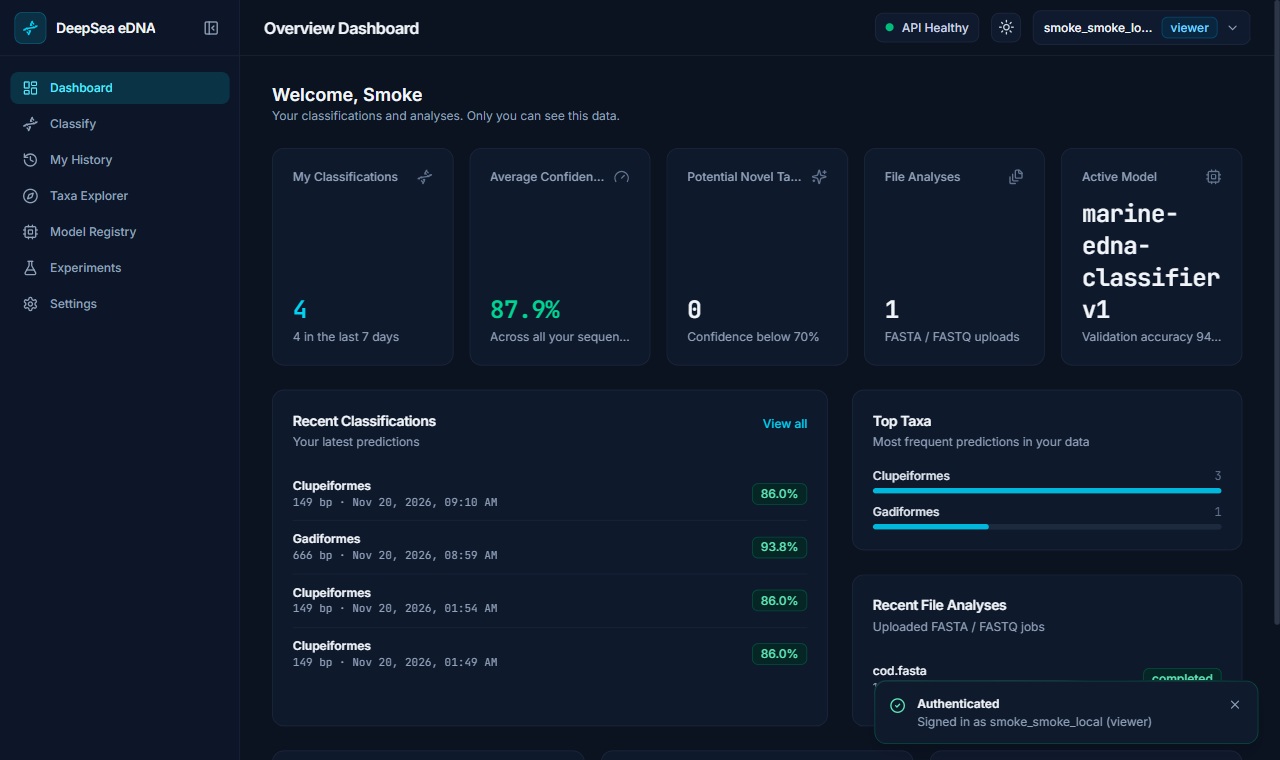 DeepSea eDNA
Overview Dashboard
API Healthy
smoke_smoke_lo...
viewer
Dashboard
Classify
My History
Taxa Explorer
Model Registry
Experiments
Settings
Welcome, Smoke
Your classifications and analyses. Only you can see this data.
My Classifications
4
4 in the last 7 days
Average Confiden...
87.9%
Across all your sequen...
Potential Novel Ta...
0
Confidence below 70%
File Analyses
1
FASTA / FASTQ uploads
Active Model
marine-
edna-
classifier
v1
Validation accuracy 94...
Recent Classifications
View all
Your latest predictions
Clupeiformes
149 bp · Nov 20, 2026, 09:10 AM
86.0%
Gadiformes
666 bp · Nov 20, 2026, 08:59 AM
93.8%
Clupeiformes
149 bp · Nov 20, 2026, 01:54 AM
86.0%
Clupeiformes
149 bp · Nov 20, 2026, 01:49 AM
86.0%
Top Taxa
Most frequent predictions in your data
Clupeiformes 3
Gadiformes 1
Recent File Analyses
Uploaded FASTA / FASTQ jobs
cod.fasta
completed
Authenticated
Signed in as smoke_smoke_local (viewer)